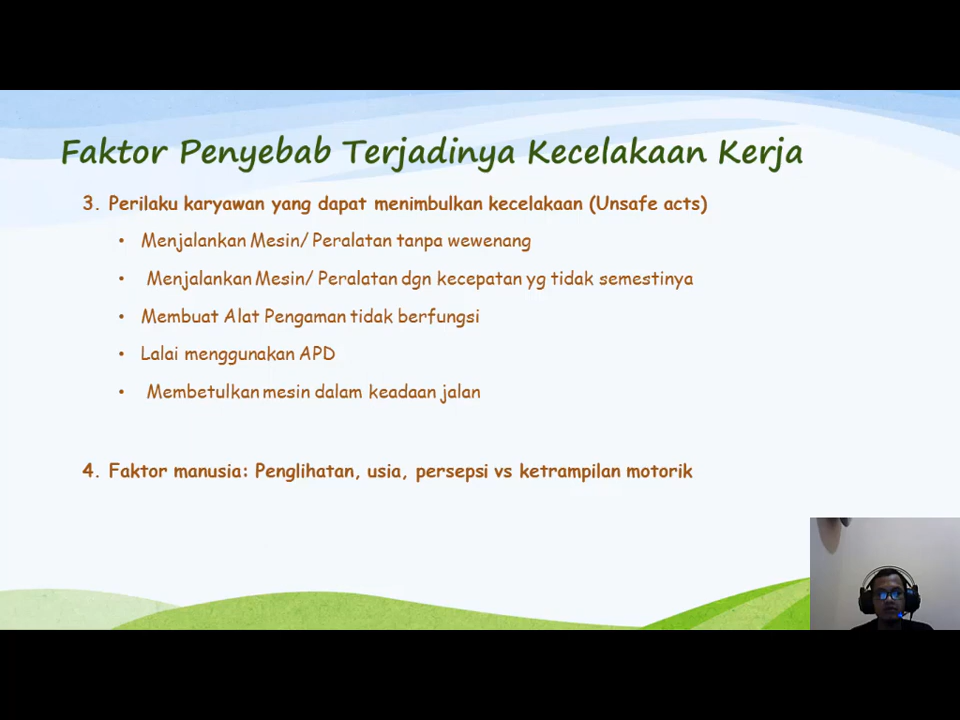 Faktor Penyebab Terjadinya Kecelakaan Kerja
3. Perilaku karyawan yang dapat menimbulkan kecelakaan (Unsafe acts)
• Menjalankan Mesin/ Peralatan tanpa wewenang
• Menjalankan Mesin/ Peralatan dgn kecepatan yg tidak semestinya
• Membuat Alat Pengaman tidak berfungsi
• Lalai menggunakan APD
• Membetulkan mesin dalam keadaan jalan
4. Faktor manusia: Penglihatan, usia, persepsi vs ketrampilan motorik